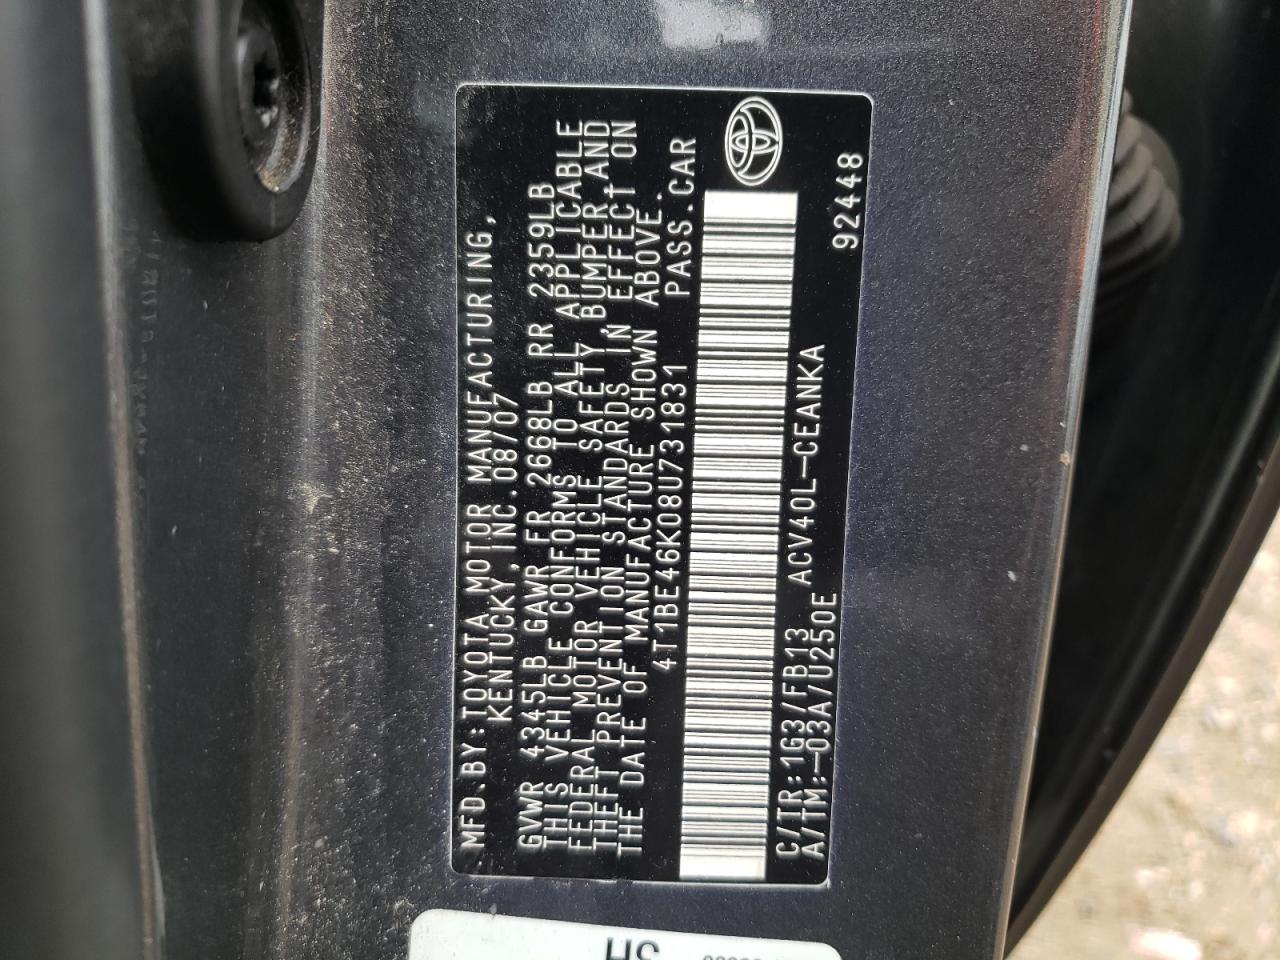 MFD.BY:TOYOTA MOTOR MANUFACTURING,
KENTUCKY, INC.08/07
GVWR 4345LB GAWR FR 2668LB RR 2359LB
THIS VEHICLE CONFORMS TO ALL APPLICABLE
FEDERAL MOTOR VEHICLE SAFETY, BUMPER, AND
THEFT PREVENTION STANDARDS IN EFFECT ON
THE DATE OF MANUFACTURE SHOWN ABOVE.
4T1BE46K08U731831 PASS.CAR
C/TR:1G3/FB13 ACV40L-CEANKA
A/TM:-03A/U250E
92448
HS